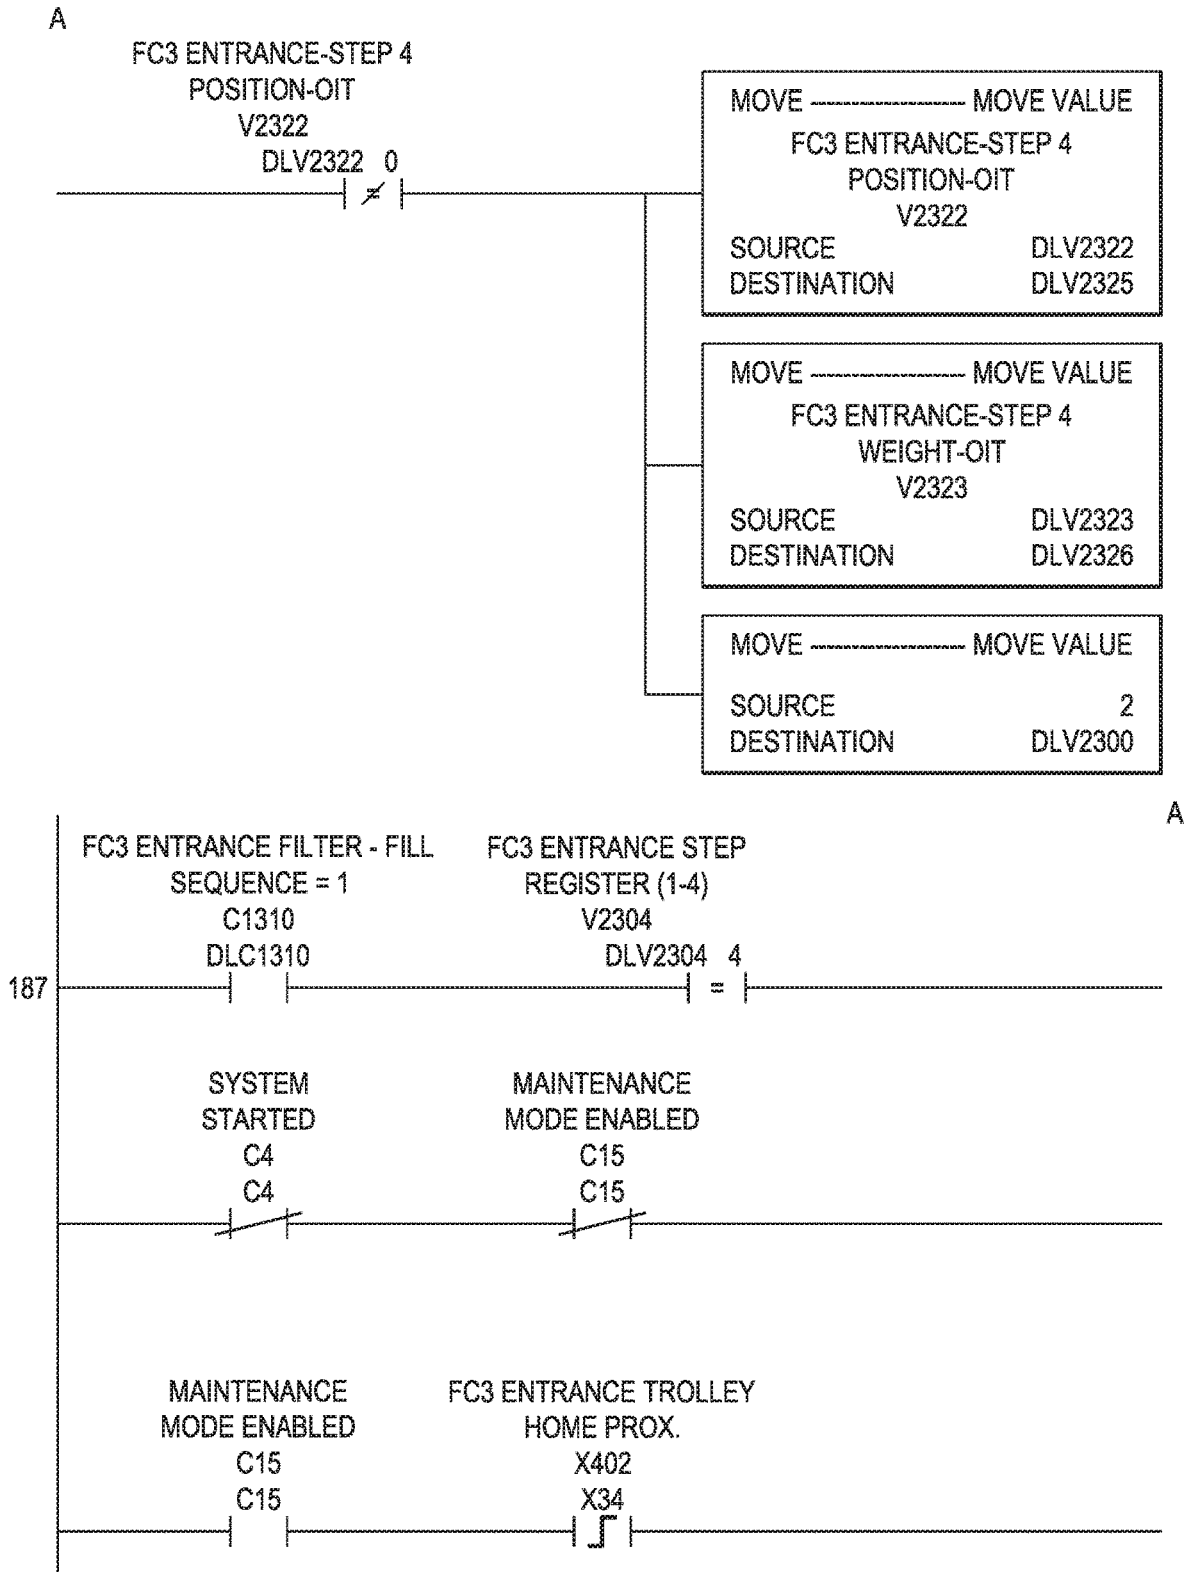 A
FC3 ENTRANCE-STEP 4
POSITION-OIT
V2322
DLV2322 0
≠
MOVE ------------------ MOVE VALUE
FC3 ENTRANCE-STEP 4
POSITION-OIT
V2322
SOURCE DLV2322
DESTINATION DLV2325
MOVE ------------------ MOVE VALUE
FC3 ENTRANCE-STEP 4
WEIGHT-OIT
V2323
SOURCE DLV2323
DESTINATION DLV2326
MOVE ------------------ MOVE VALUE
SOURCE 2
DESTINATION DLV2300
A
FC3 ENTRANCE FILTER - FILL
SEQUENCE = 1
C1310
DLC1310
FC3 ENTRANCE STEP
REGISTER (1-4)
V2304
DLV2304 4
187
=
SYSTEM
STARTED
C4
C4
MAINTENANCE
MODE ENABLED
C15
C15
MAINTENANCE
MODE ENABLED
C15
C15
FC3 ENTRANCE TROLLEY
HOME PROX.
X402
X34